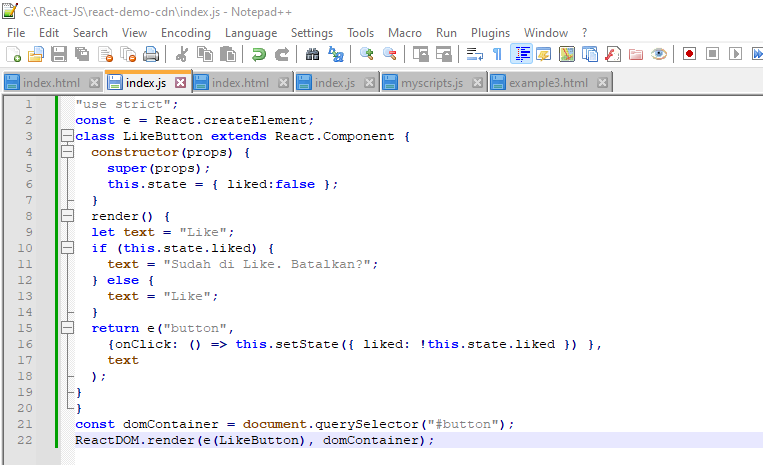 C:\React-JS\react-demo-cdn\index.js - Notepad++
File Edit Search View Encoding Language Settings Tools Macro Run Plugins Window ?
index.html index.js index.html index.js myscripts.js example3.html
1 "use strict";
2 const e = React.createElement;
3 class LikeButton extends React.Component {
4 constructor(props) {
5 super(props);
6 this.state = { liked:false };
7 }
8 render() {
9 let text = "Like";
10 if (this.state.liked) {
11 text = "Sudah di Like. Batalkan?";
12 } else {
13 text = "Like";
14 }
15 return e("button",
16 {onClick: () => this.setState({ liked: !this.state.liked }) },
17 text
18 );
19 }
20 }
21 const domContainer = document.querySelector("#button");
22 ReactDOM.render(e(LikeButton), domContainer);